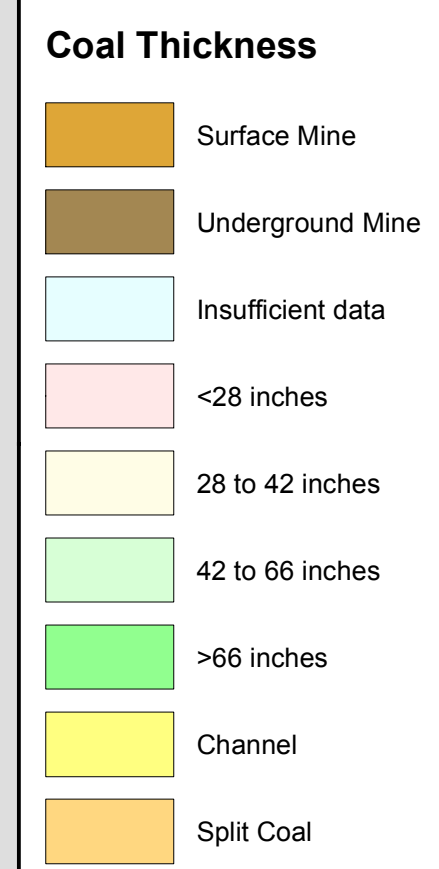 Coal Thickness
Surface Mine
Underground Mine
Insufficient data
<28 inches
28 to 42 inches
42 to 66 inches
>66 inches
Channel
Split Coal